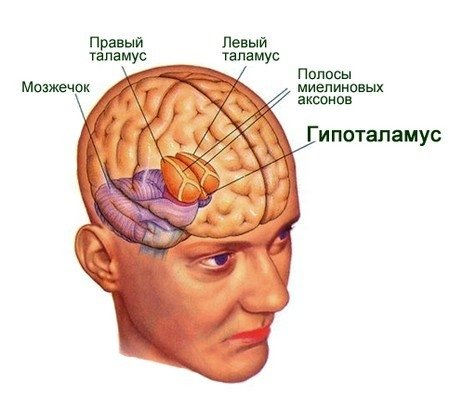 Правый
таламус
Левый
таламус
Мозжечок
Полосы
миелиновых
аксонов
Гипоталамус